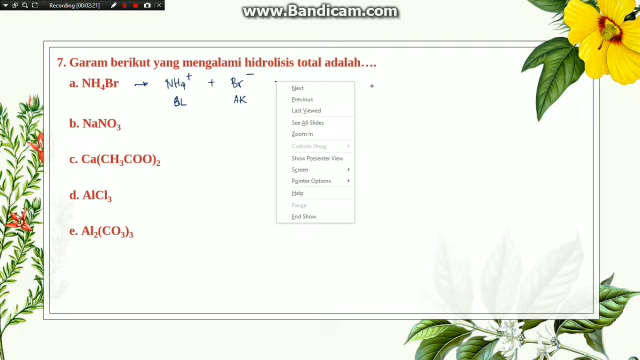 Recording [00:02:21]
www.Bandicam.com
7. Garam berikut yang mengalami hidrolisis total adalah….
a. NH₄Br → NH₄⁺ + Br⁻
BL AK
b. NaNO₃
c. Ca(CH₃COO)₂
d. AlCl₃
e. Al₂(CO₃)₃
Next
Previous
Last Viewed
See All Slides
Zoom In
Custom Show
Show Presenter View
Screen
Pointer Options
Help
Pause
End Show